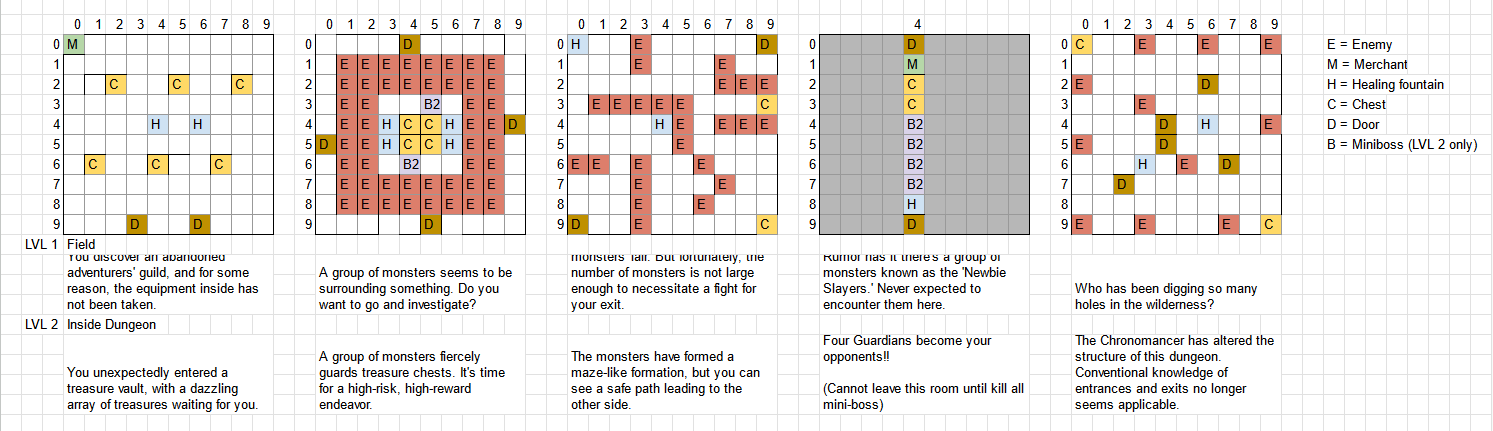 0 1 2 3 4 5 6 7 8 9 0 1 2 3 4 5 6 7 8 9 0 1 2 3 4 5 6 7 8 9 4 0 1 2 3 4 5 6 7 8 9
0 M 0 D 0 H E D 0 D 0 C E E E E = Enemy
1 1 E E E E E E E E 1 E E 1 M 1 M = Merchant
2 C C C 2 E E E E E E E E 2 E E E 2 C 2 E D H = Healing fountain
3 3 E E B2 E E 3 E E E E E C 3 C 3 E C = Chest
4 H H 4 E E H C C H E E D 4 H E E E E 4 B2 4 D H E D = Door
5 5 D E E H C C H E E 5 E 5 B2 5 E D B = Miniboss (LVL 2 only)
6 C C C 6 E E B2 E E 6 E E E E 6 B2 6 H E D
7 7 E E E E E E E E 7 E E 7 B2 7 D
8 8 E E E E E E E E 8 E E 8 H 8
9 D D 9 D 9 D E C 9 D 9 E E E C
LVL 1 Field
You discover an abandoned
adventurers' guild, and for some
reason, the equipment inside has
not been taken.
A group of monsters seems to be
surrounding something. Do you
want to go and investigate?
monsters' lair. But fortunately, the
number of monsters is not large
enough to necessitate a fight for
your exit.
Rumor has it there's a group of
monsters known as the 'Newbie
Slayers.' Never expected to
encounter them here.
Who has been digging so many
holes in the wilderness?
LVL 2 Inside Dungeon
You unexpectedly entered a
treasure vault, with a dazzling
array of treasures waiting for you.
A group of monsters fiercely
guards treasure chests. It's time
for a high-risk, high-reward
endeavor.
The monsters have formed a
maze-like formation, but you can
see a safe path leading to the
other side.
Four Guardians become your
opponents!!
(Cannot leave this room until kill all
mini-boss)
The Chronomancer has altered the
structure of this dungeon.
Conventional knowledge of
entrances and exits no longer
seems applicable.